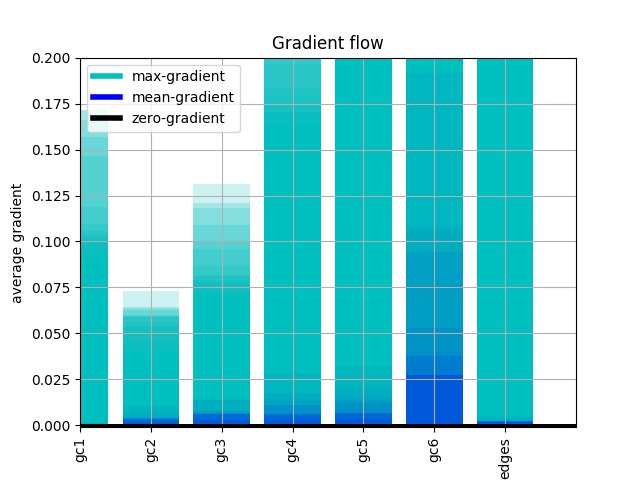 Gradient flow
max-gradient
mean-gradient
zero-gradient
average gradient
0.200
0.175
0.150
0.125
0.100
0.075
0.050
0.025
0.000
gc1
gc2
gc3
gc4
gc5
gc6
edges